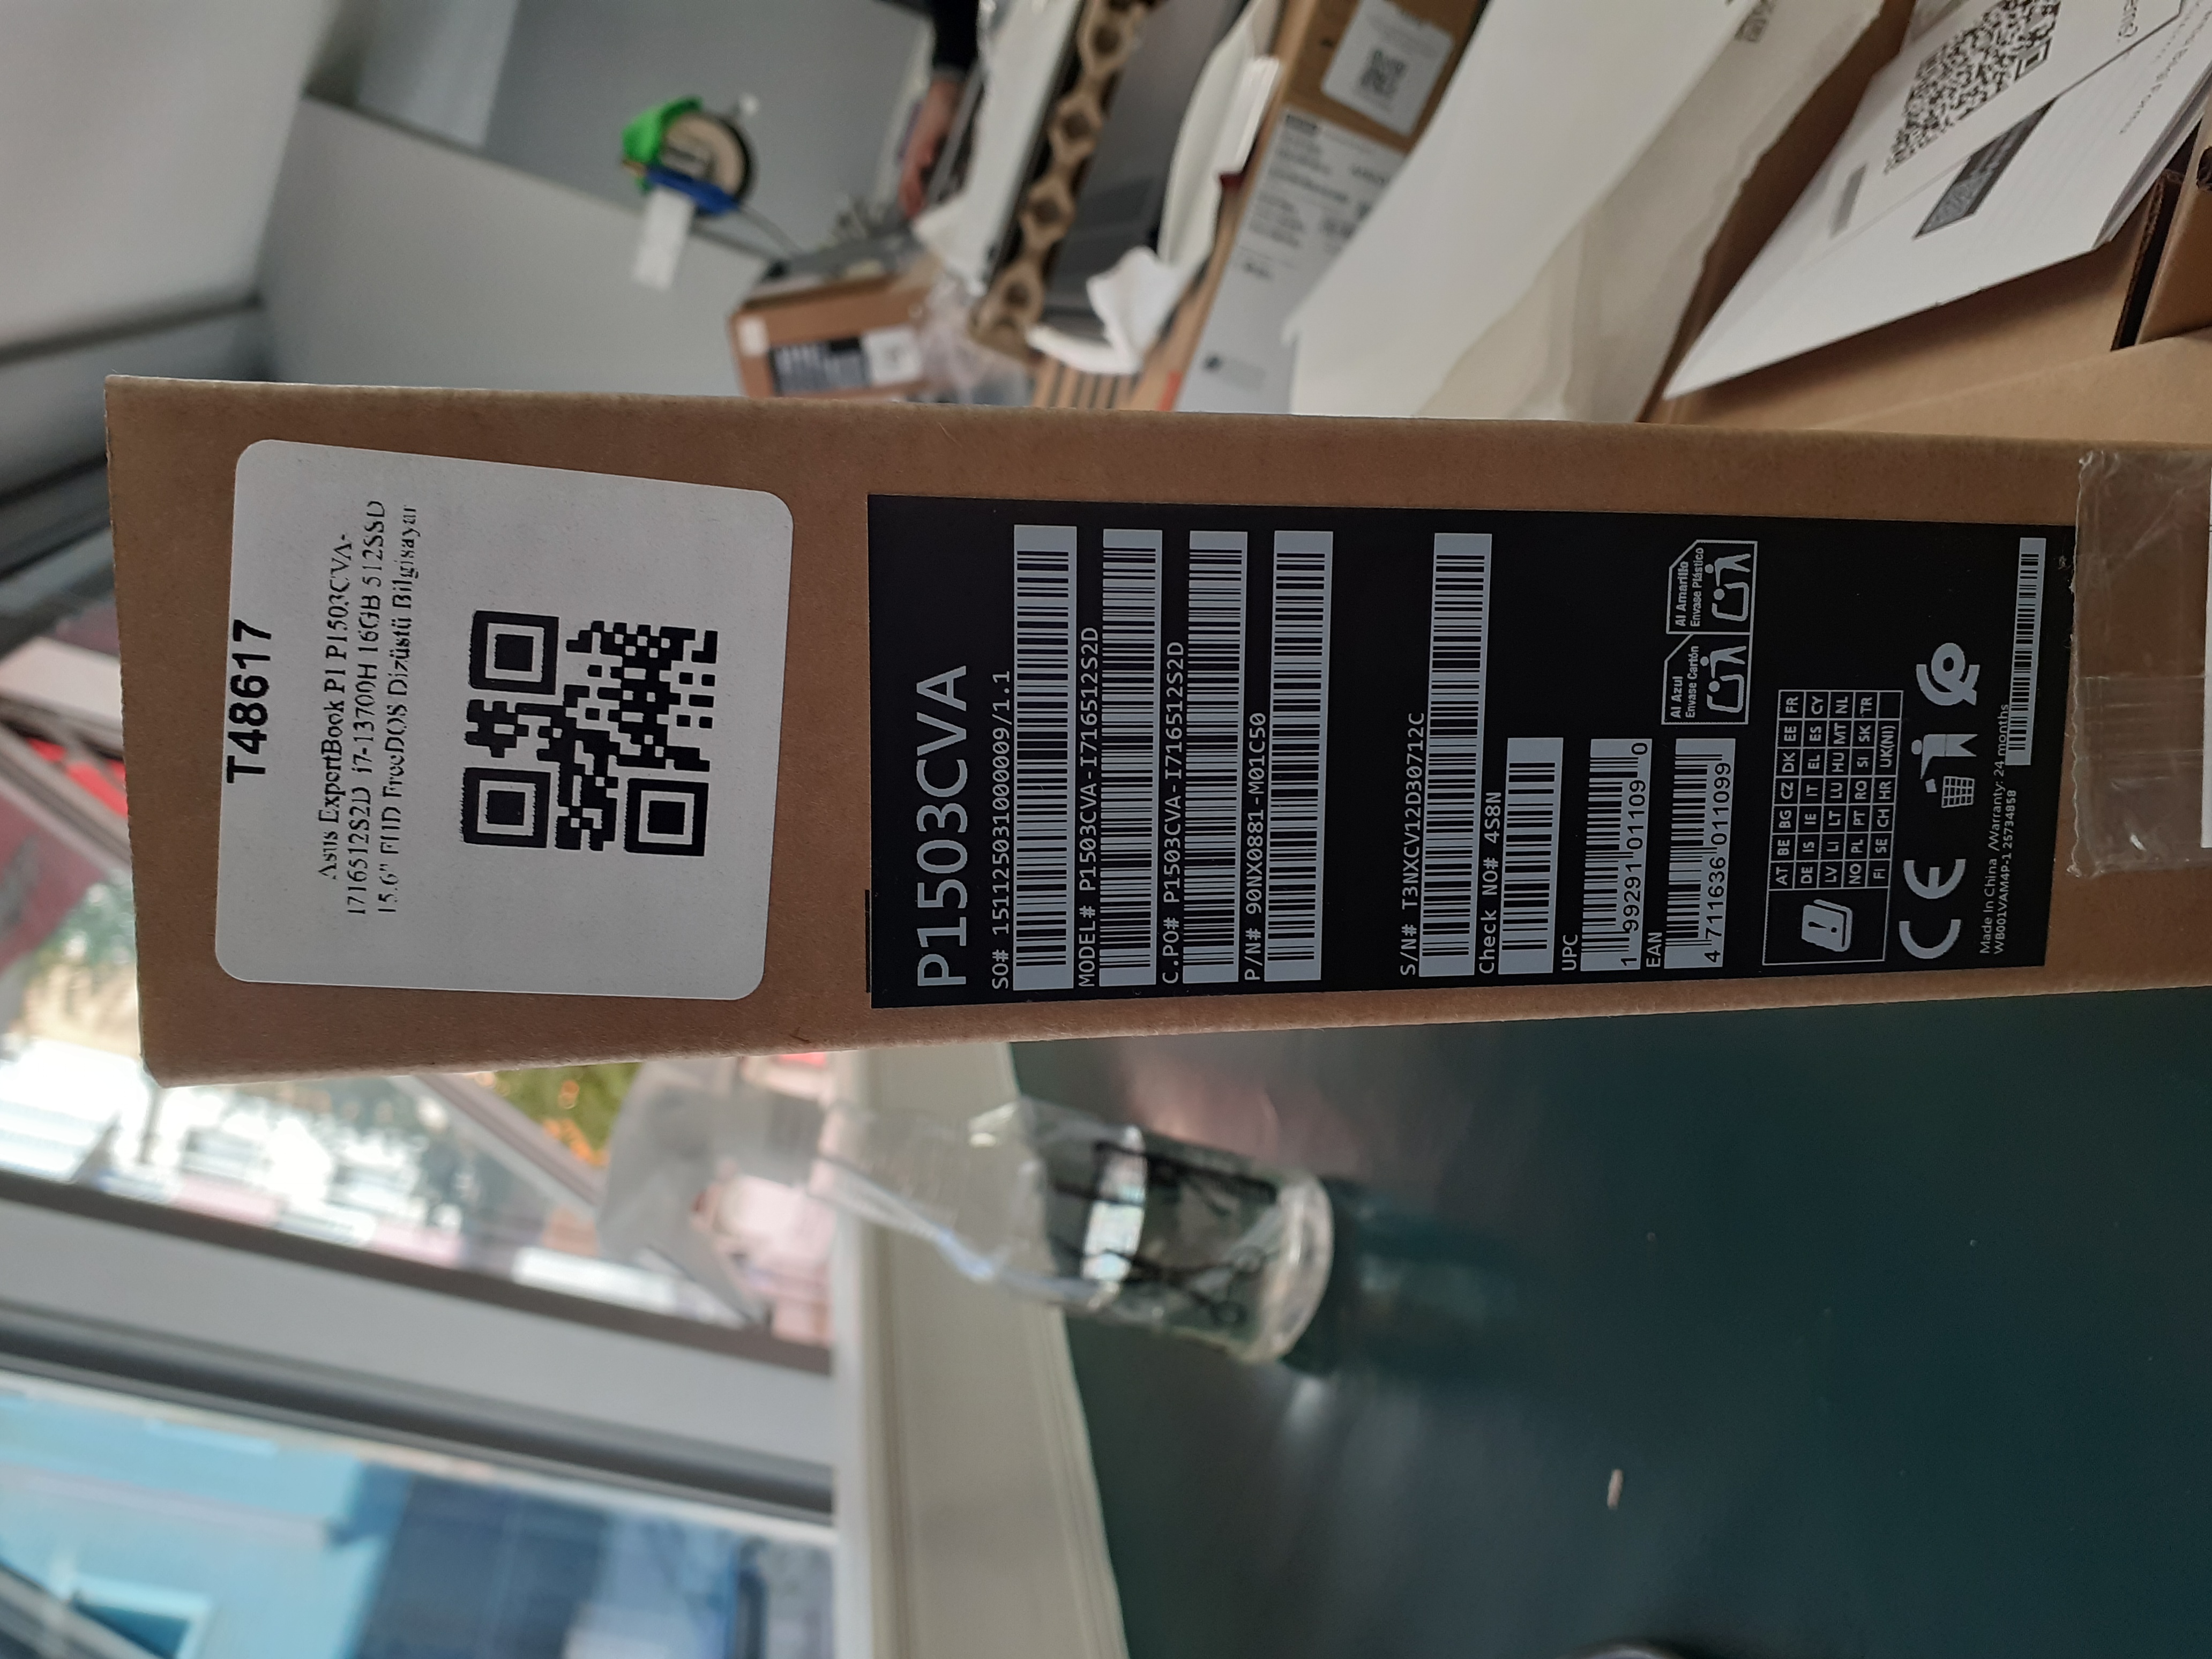 T48617
Asus ExpertBook P1 P1503CVA-
I716512S2D i7-13700H 16GB 512SSD
15.6" FHD FreeDOS Dizüstü Bilgisayar
P1503CVA
SO# 1511250310000009/1.1
MODEL# P1503CVA-I716512S2D
C.PO# P1503CVA-I716512S2D
P/N# 90NX0881-M01C50
S/N# T3NXCV12D30712C
Check NO# 4S8N
UPC
1 99291 01109 0
EAN
4 711636 011099
Al Azul
Envase Cartón
Al Amarillo
Envase Plástico
AT BE BG CZ DK EE FR
DE IS IE IT EL ES CY
LV LI LT LU HU MT NL
NO PL PT RO SI SK TR
FI SE CH HR UK(NI)
CE
Made In China /Warranty: 24 months
WB001VAM4P-1 25734858